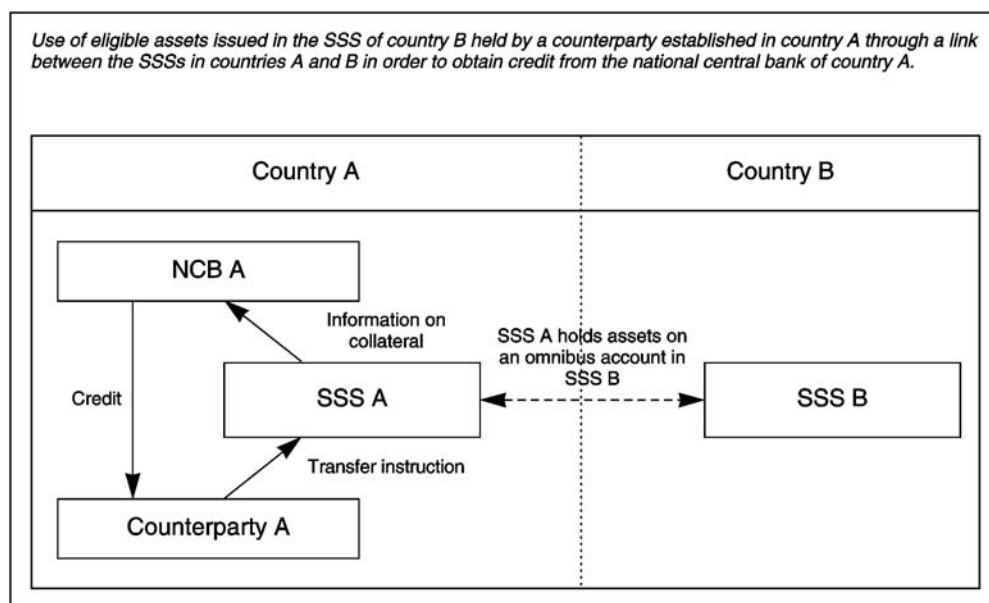 Use of eligible assets issued in the SSS of country B held by a counterparty established in country A through a link
between the SSSs in countries A and B in order to obtain credit from the national central bank of country A.
Country A
Country B
NCB A
Information on
collateral
SSS A holds assets on
an omnibus account in
SSS B
Credit
SSS A
SSS B
Transfer instruction
Counterparty A